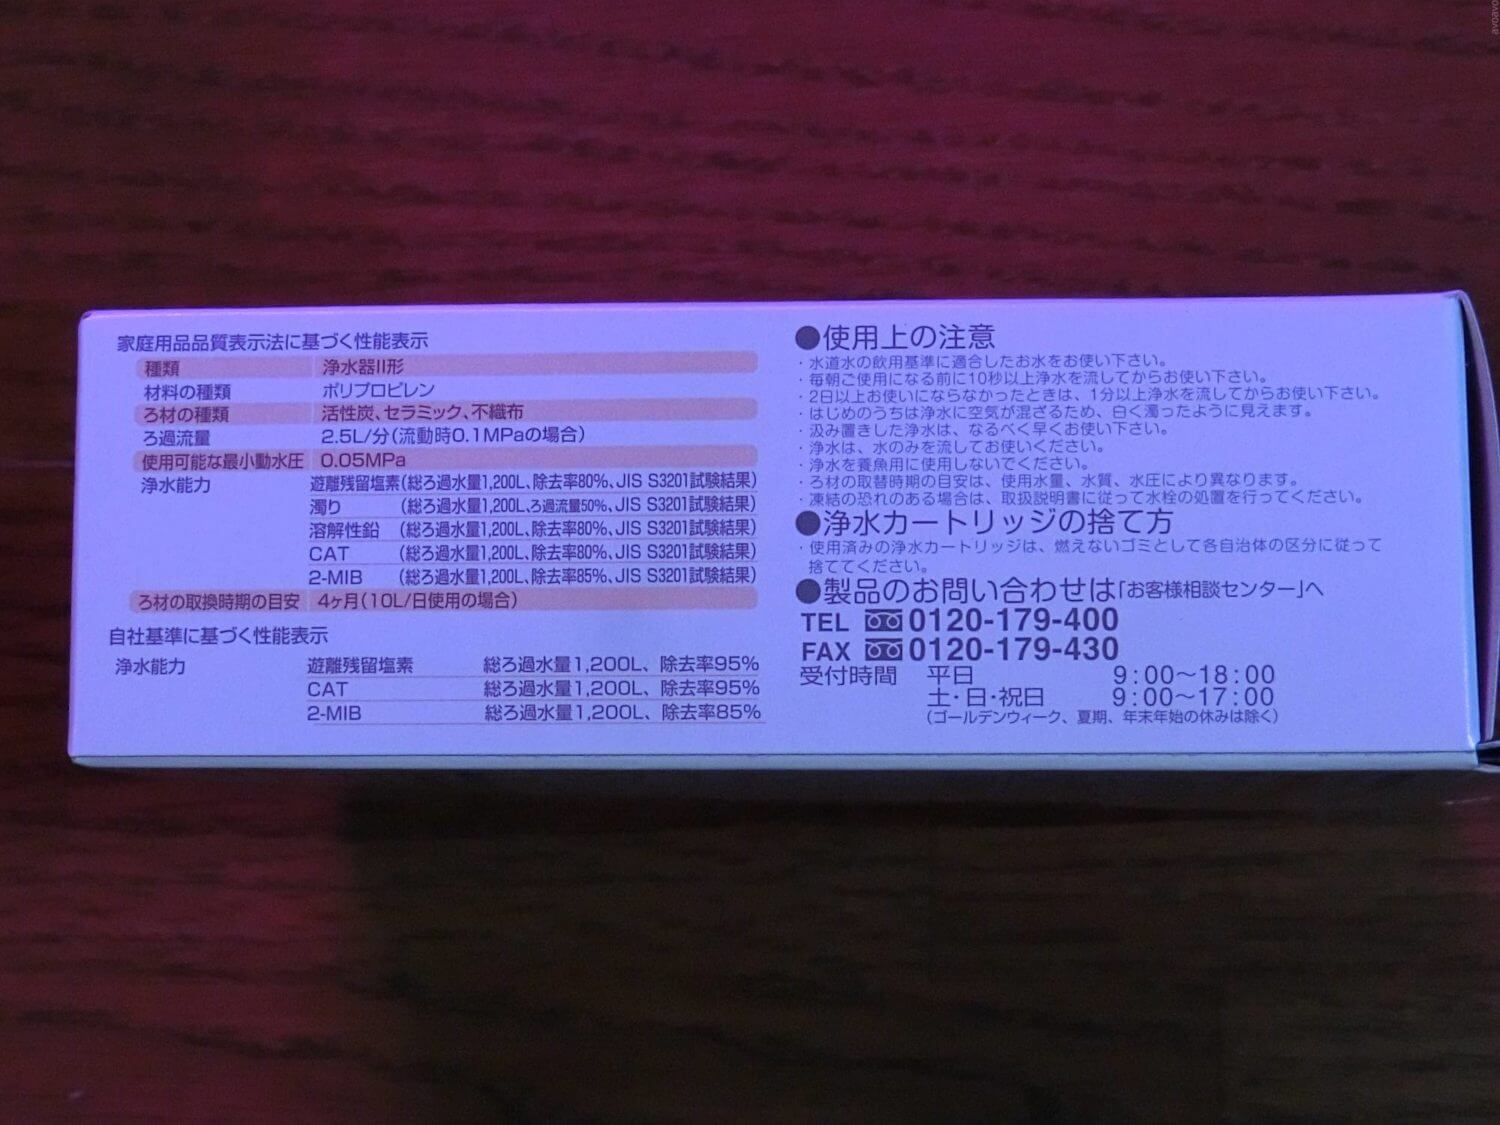 家庭用品品質表示法に基づく性能表示
種類 浄水器II形
材料の種類 ポリプロピレン
ろ材の種類 活性炭、セラミック、不織布
ろ過流量 2.5L/分(流動時0.1MPaの場合)
使用可能な最小動水圧 0.05MPa
浄水能力 遊離残留塩素(総ろ過水量1,200L、除去率80%、JIS S3201試験結果)
濁り (総ろ過水量1,200L、ろ過流量50%、JIS S3201試験結果)
溶解性鉛 (総ろ過水量1,200L、除去率80%、JIS S3201試験結果)
CAT (総ろ過水量1,200L、除去率80%、JIS S3201試験結果)
2-MIB (総ろ過水量1,200L、除去率85%、JIS S3201試験結果)
ろ材の取換時期の目安 4ヶ月(10L/日使用の場合)
自社基準に基づく性能表示
浄水能力 遊離残留塩素 総ろ過水量1,200L、除去率95%
CAT 総ろ過水量1,200L、除去率95%
2-MIB 総ろ過水量1,200L、除去率85%
●使用上の注意
・水道水の飲用基準に適合したお水をお使い下さい。
・毎朝ご使用になる前に10秒以上浄水を流してからお使い下さい。
・2日以上お使いにならなかったときは、1分以上浄水を流してからお使い下さい。
・はじめのうちは浄水に空気が混ざるため、白く濁ったように見えます。
・汲み置きした浄水は、なるべく早くお使い下さい。
・浄水は、水のみを流してお使いください。
・浄水を養魚用に使用しないでください。
・ろ材の取替時期の目安は、使用水量、水質、水圧により異なります。
・凍結の恐れのある場合は、取扱説明書に従って水栓の処置を行ってください。
●浄水カートリッジの捨て方
・使用済みの浄水カートリッジは、燃えないゴミとして各自治体の区分に従って
捨ててください。
●製品のお問い合わせは「お客様相談センター」へ
TEL 0120-179-400
FAX 0120-179-430
受付時間 平日 9:00～18:00
土・日・祝日 9:00～17:00
(ゴールデンウィーク、夏期、年末年始の休みは除く)